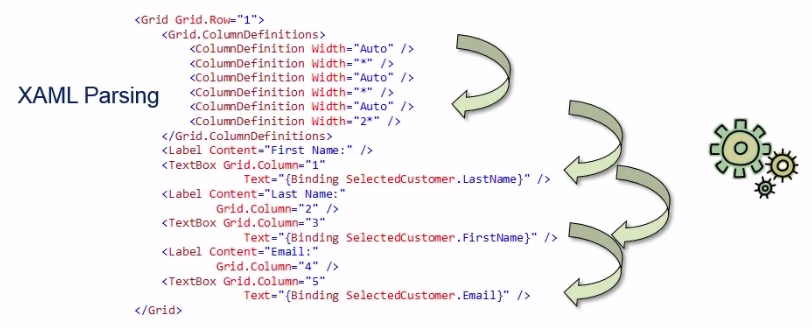 XAML Parsing
<Grid Grid.Row="1">
<Grid.ColumnDefinitions>
<ColumnDefinition Width="Auto" />
<ColumnDefinition Width="*" />
<ColumnDefinition Width="Auto" />
<ColumnDefinition Width="*" />
<ColumnDefinition Width="Auto" />
<ColumnDefinition Width="2*" />
</Grid.ColumnDefinitions>
<Label Content="First Name:" />
<TextBox Grid.Column="1"
Text="{Binding SelectedCustomer.LastName}" />
<Label Content="Last Name:"
Grid.Column="2" />
<TextBox Grid.Column="3"
Text="{Binding SelectedCustomer.FirstName}" />
<Label Content="Email:"
Grid.Column="4" />
<TextBox Grid.Column="5"
Text="{Binding SelectedCustomer.Email}" />
</Grid>